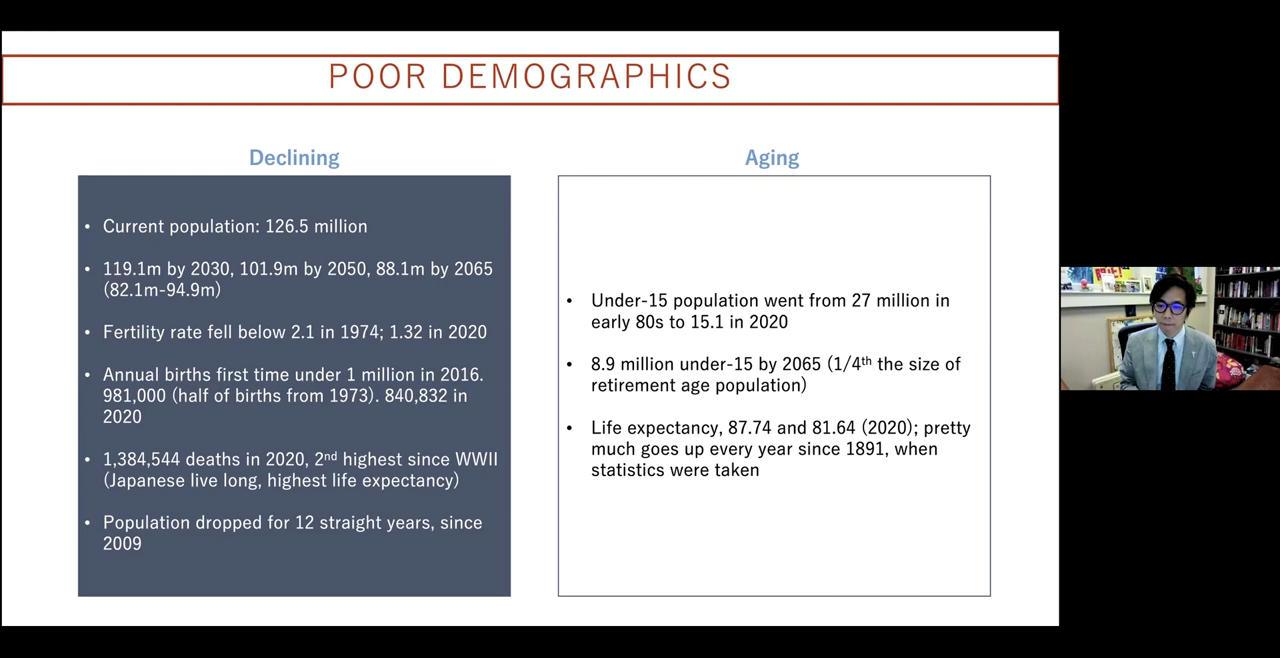 POOR DEMOGRAPHICS
Declining
• Current population: 126.5 million
• 119.1m by 2030, 101.9m by 2050, 88.1m by 2065
(82.1m-94.9m)
• Fertility rate fell below 2.1 in 1974; 1.32 in 2020
• Annual births first time under 1 million in 2016.
981,000 (half of births from 1973). 840,832 in
2020
• 1,384,544 deaths in 2020, 2nd highest since WWII
(Japanese live long, highest life expectancy)
• Population dropped for 12 straight years, since
2009
Aging
• Under-15 population went from 27 million in
early 80s to 15.1 in 2020
• 8.9 million under-15 by 2065 (1/4th the size of
retirement age population)
• Life expectancy, 87.74 and 81.64 (2020); pretty
much goes up every year since 1891, when
statistics were taken